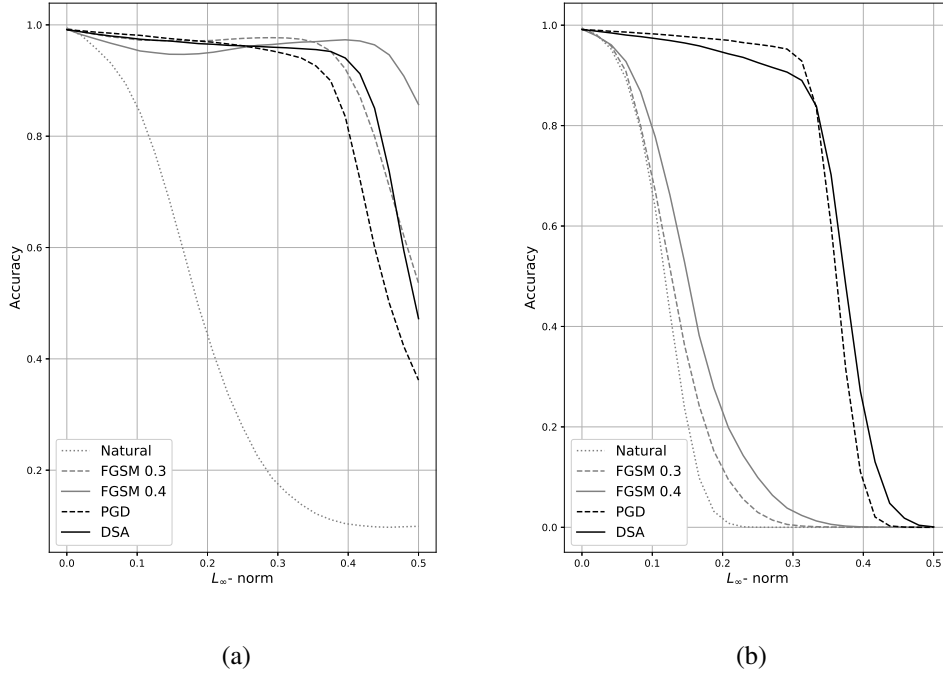 1.0
0.8
0.6
0.4
0.2
Accuracy
0.0 0.1 0.2 0.3 0.4 0.5
L∞- norm
Natural
FGSM 0.3
FGSM 0.4
PGD
DSA
(a)
1.0
0.8
0.6
0.4
0.2
0.0
Accuracy
0.0 0.1 0.2 0.3 0.4 0.5
L∞- norm
Natural
FGSM 0.3
FGSM 0.4
PGD
DSA
(b)